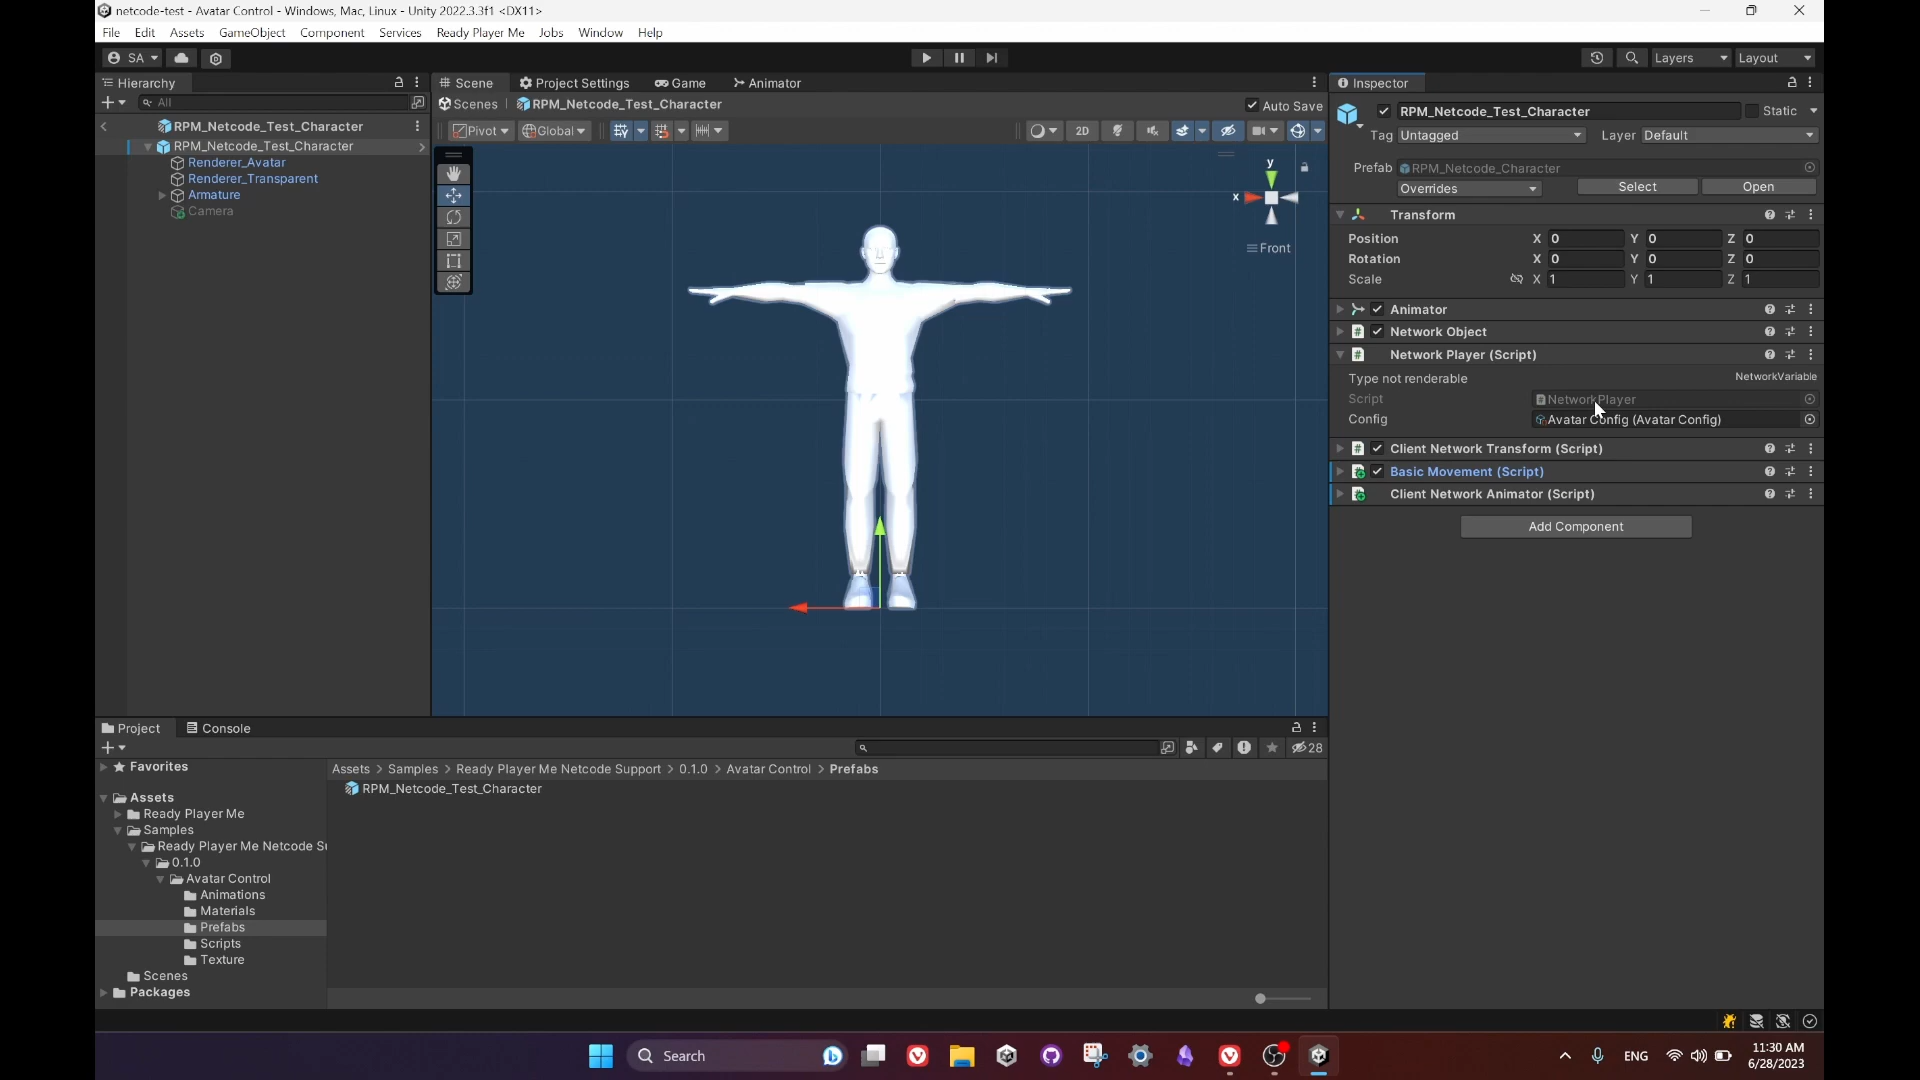 netcode-test - Avatar Control - Windows, Mac, Linux - Unity 2022.3.3f1 <DX11>
File Edit Assets GameObject Component Services Ready Player Me Jobs Window Help
SA Layers Layout
Hierarchy
All
RPM_Netcode_Test_Character
RPM_Netcode_Test_Character
Renderer_Avatar
Renderer_Transparent
Armature
Camera
Scene Project Settings Game Animator
Scenes RPM_Netcode_Test_Character Auto Save
Pivot Global 2D
y
x
Front
Inspector
RPM_Netcode_Test_Character Static
Tag Untagged Layer Default
Prefab RPM_Netcode_Character
Overrides Select Open
Transform
Position X 0 Y 0 Z 0
Rotation X 0 Y 0 Z 0
Scale X 1 Y 1 Z 1
Animator
Network Object
Network Player (Script)
Type not renderable NetworkVariable
Script NetworkPlayer
Config Avatar Config (Avatar Config)
Client Network Transform (Script)
Basic Movement (Script)
Client Network Animator (Script)
Add Component
Project Console
28
Favorites
Assets
Ready Player Me
Samples
Ready Player Me Netcode Su
0.1.0
Avatar Control
Animations
Materials
Prefabs
Scripts
Texture
Scenes
Packages
Assets > Samples > Ready Player Me Netcode Support > 0.1.0 > Avatar Control > Prefabs
RPM_Netcode_Test_Character
Search
ENG
11:30 AM
6/28/2023